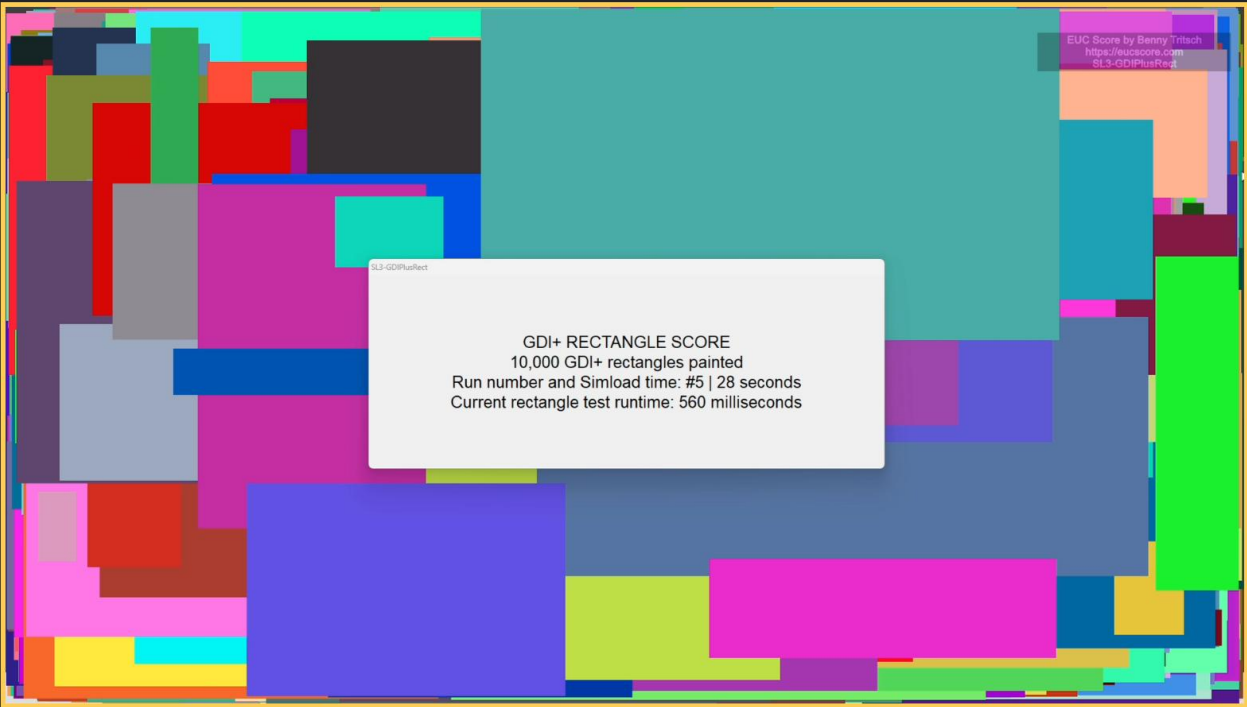 EUC Score by Benny Tritsch
https://eucscore.com
SL3-GDIPlusRect
SL3-GDIPlusRect
GDI+ RECTANGLE SCORE
10,000 GDI+ rectangles painted
Run number and Simload time: #5 | 28 seconds
Current rectangle test runtime: 560 milliseconds